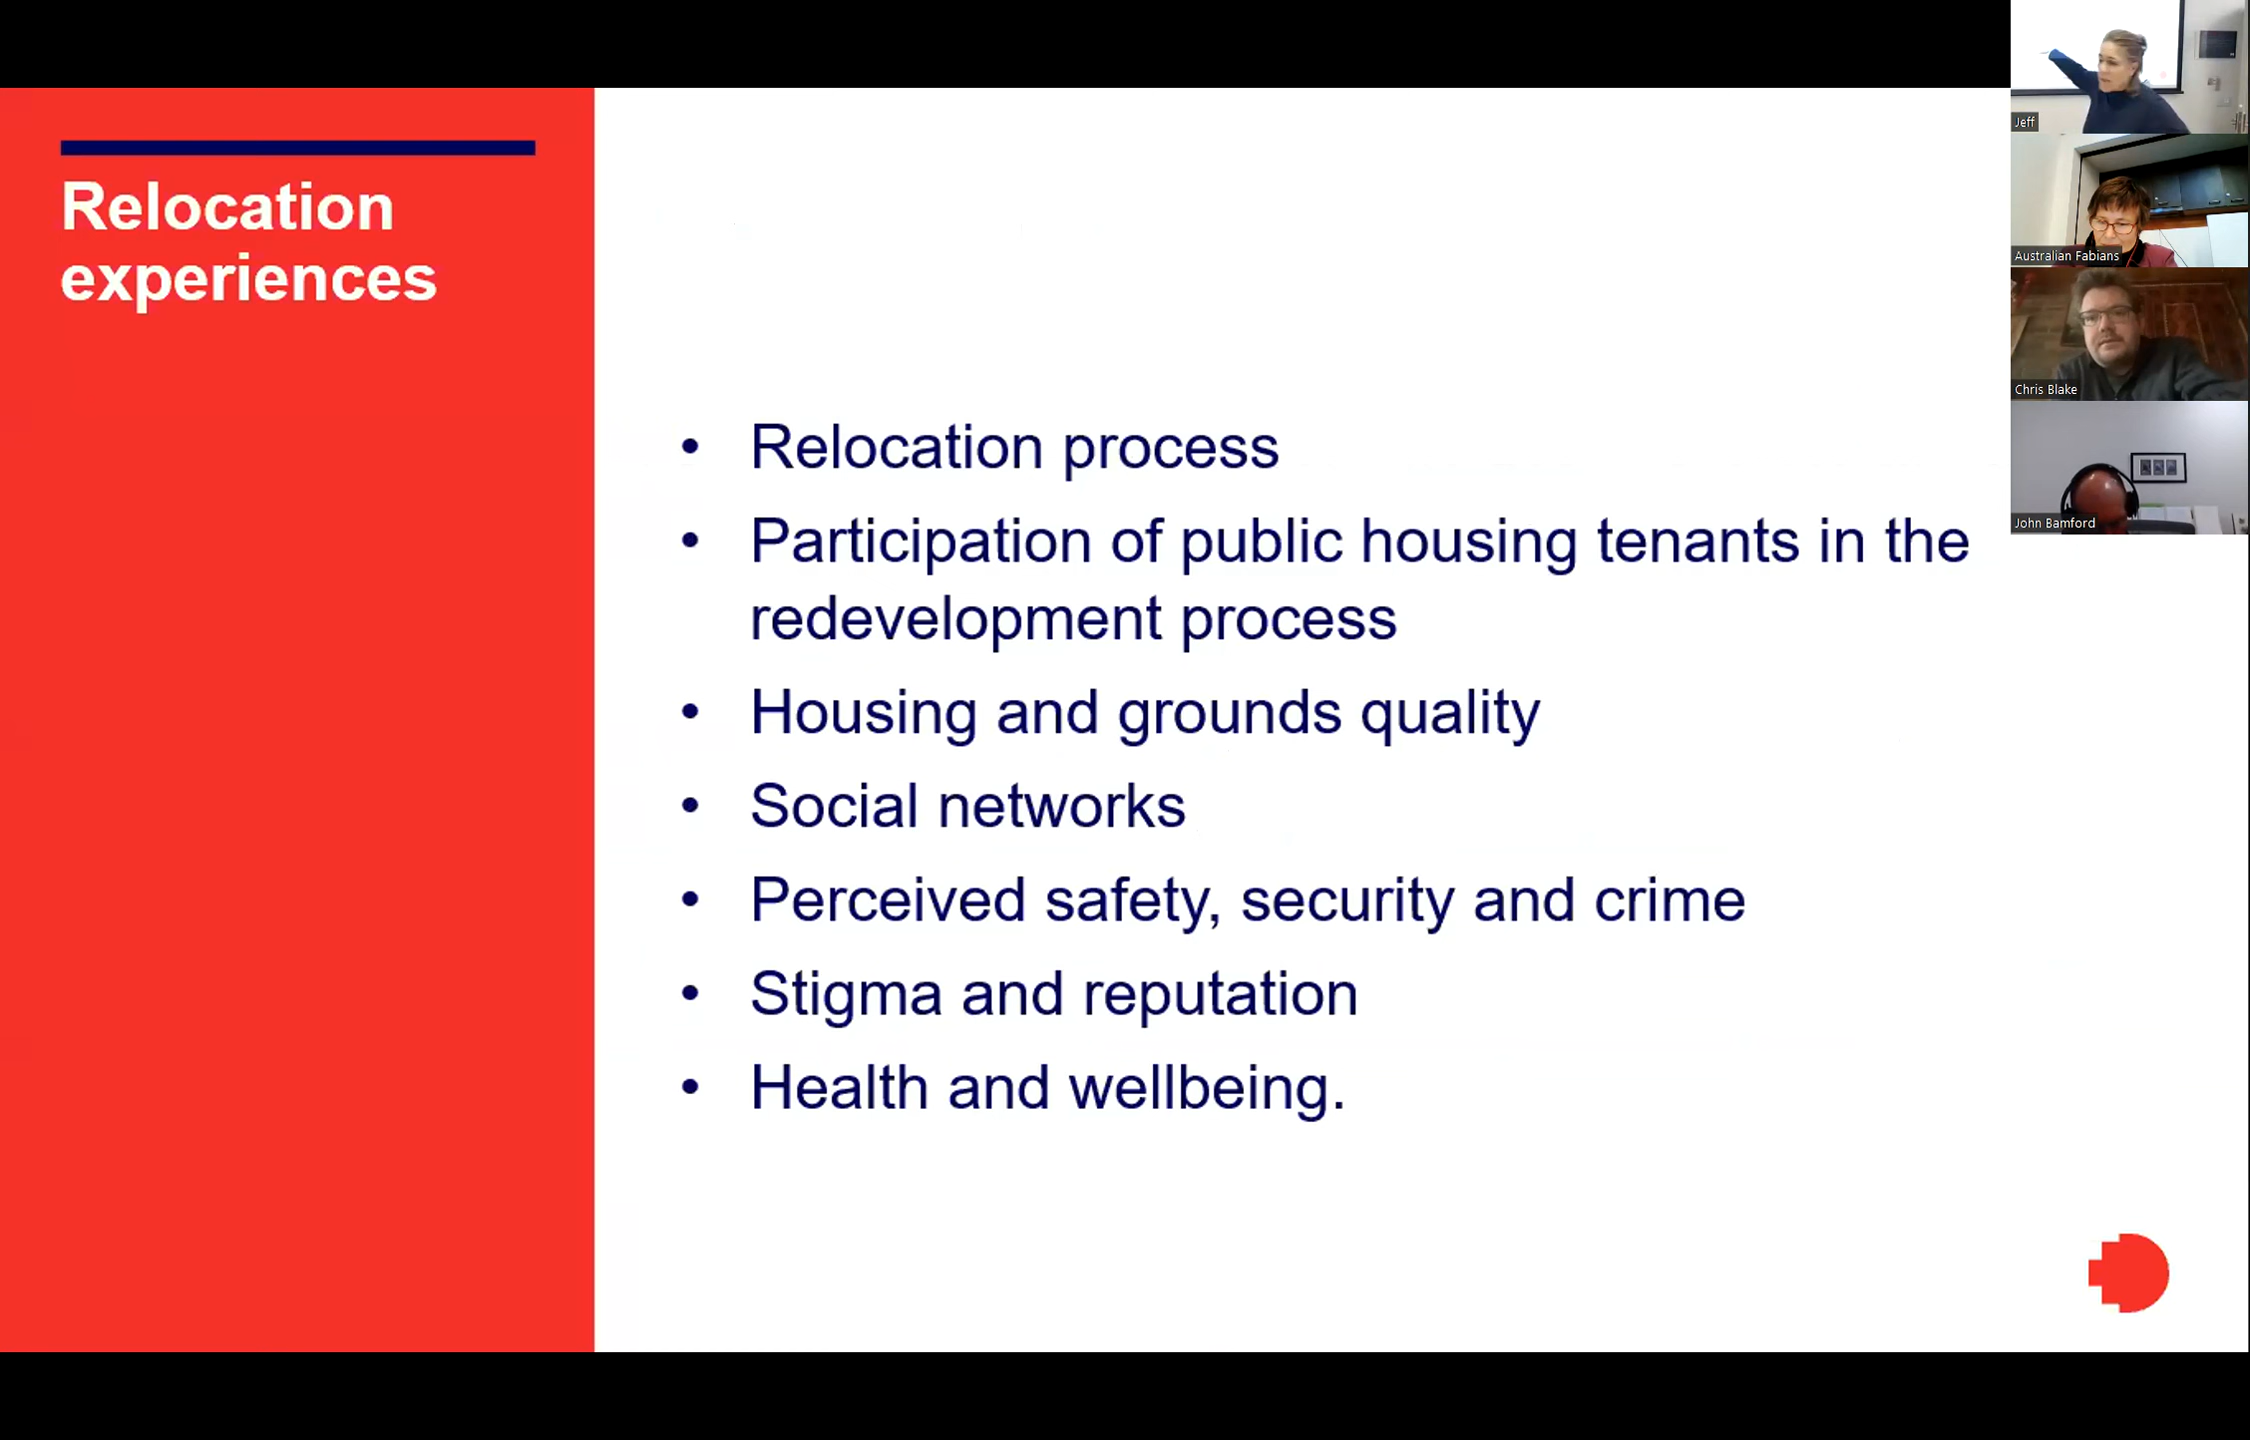 Relocation
experiences
• Relocation process
• Participation of public housing tenants in the
redevelopment process
• Housing and grounds quality
• Social networks
• Perceived safety, security and crime
• Stigma and reputation
• Health and wellbeing.
Jeff
Australian Fabians
Chris Blake
John Bamford